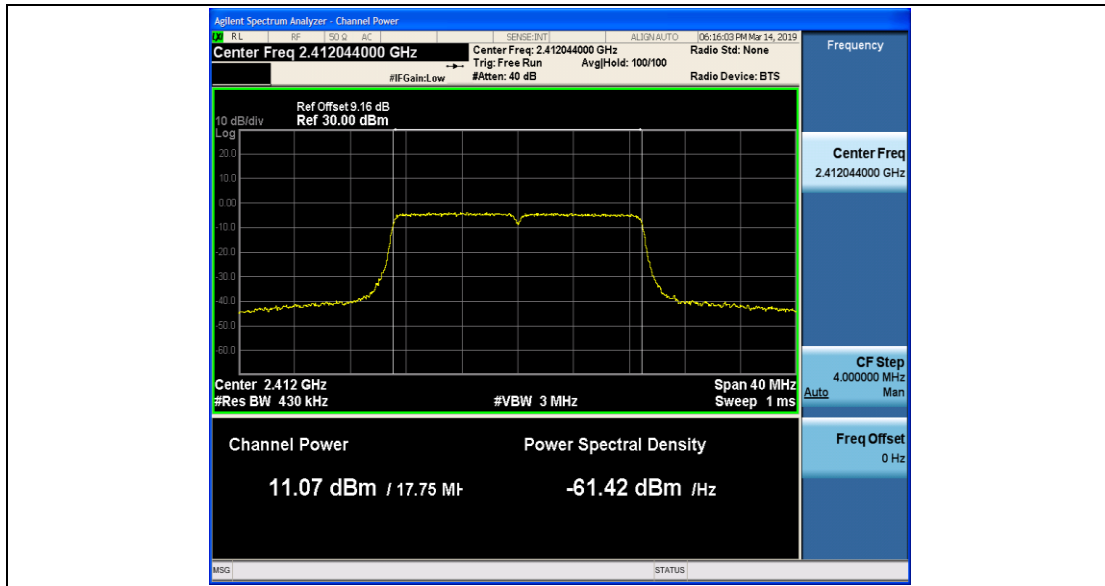 Agilent Spectrum Analyzer - Channel Power
LXI RL RF 50 Ω AC SENSE:INT ALIGN AUTO 06:16:03 PM Mar 14, 2019
Center Freq 2.412044000 GHz
Center Freq: 2.412044000 GHz
Radio Std: None
Trig: Free Run Avg|Hold: 100/100
#IFGain:Low #Atten: 40 dB Radio Device: BTS
Frequency
Ref Offset 9.16 dB
10 dB/div Ref 30.00 dBm
Log
20.0
10.0
0.00
-10.0
-20.0
-30.0
-40.0
-50.0
-60.0
Center 2.412 GHz Span 40 MHz
#Res BW 430 kHz #VBW 3 MHz Sweep 1 ms
Center Freq
2.412044000 GHz
CF Step
4.000000 MHz
Auto Man
Freq Offset
0 Hz
Channel Power Power Spectral Density
11.07 dBm / 17.75 MH -61.42 dBm /Hz
MSG STATUS